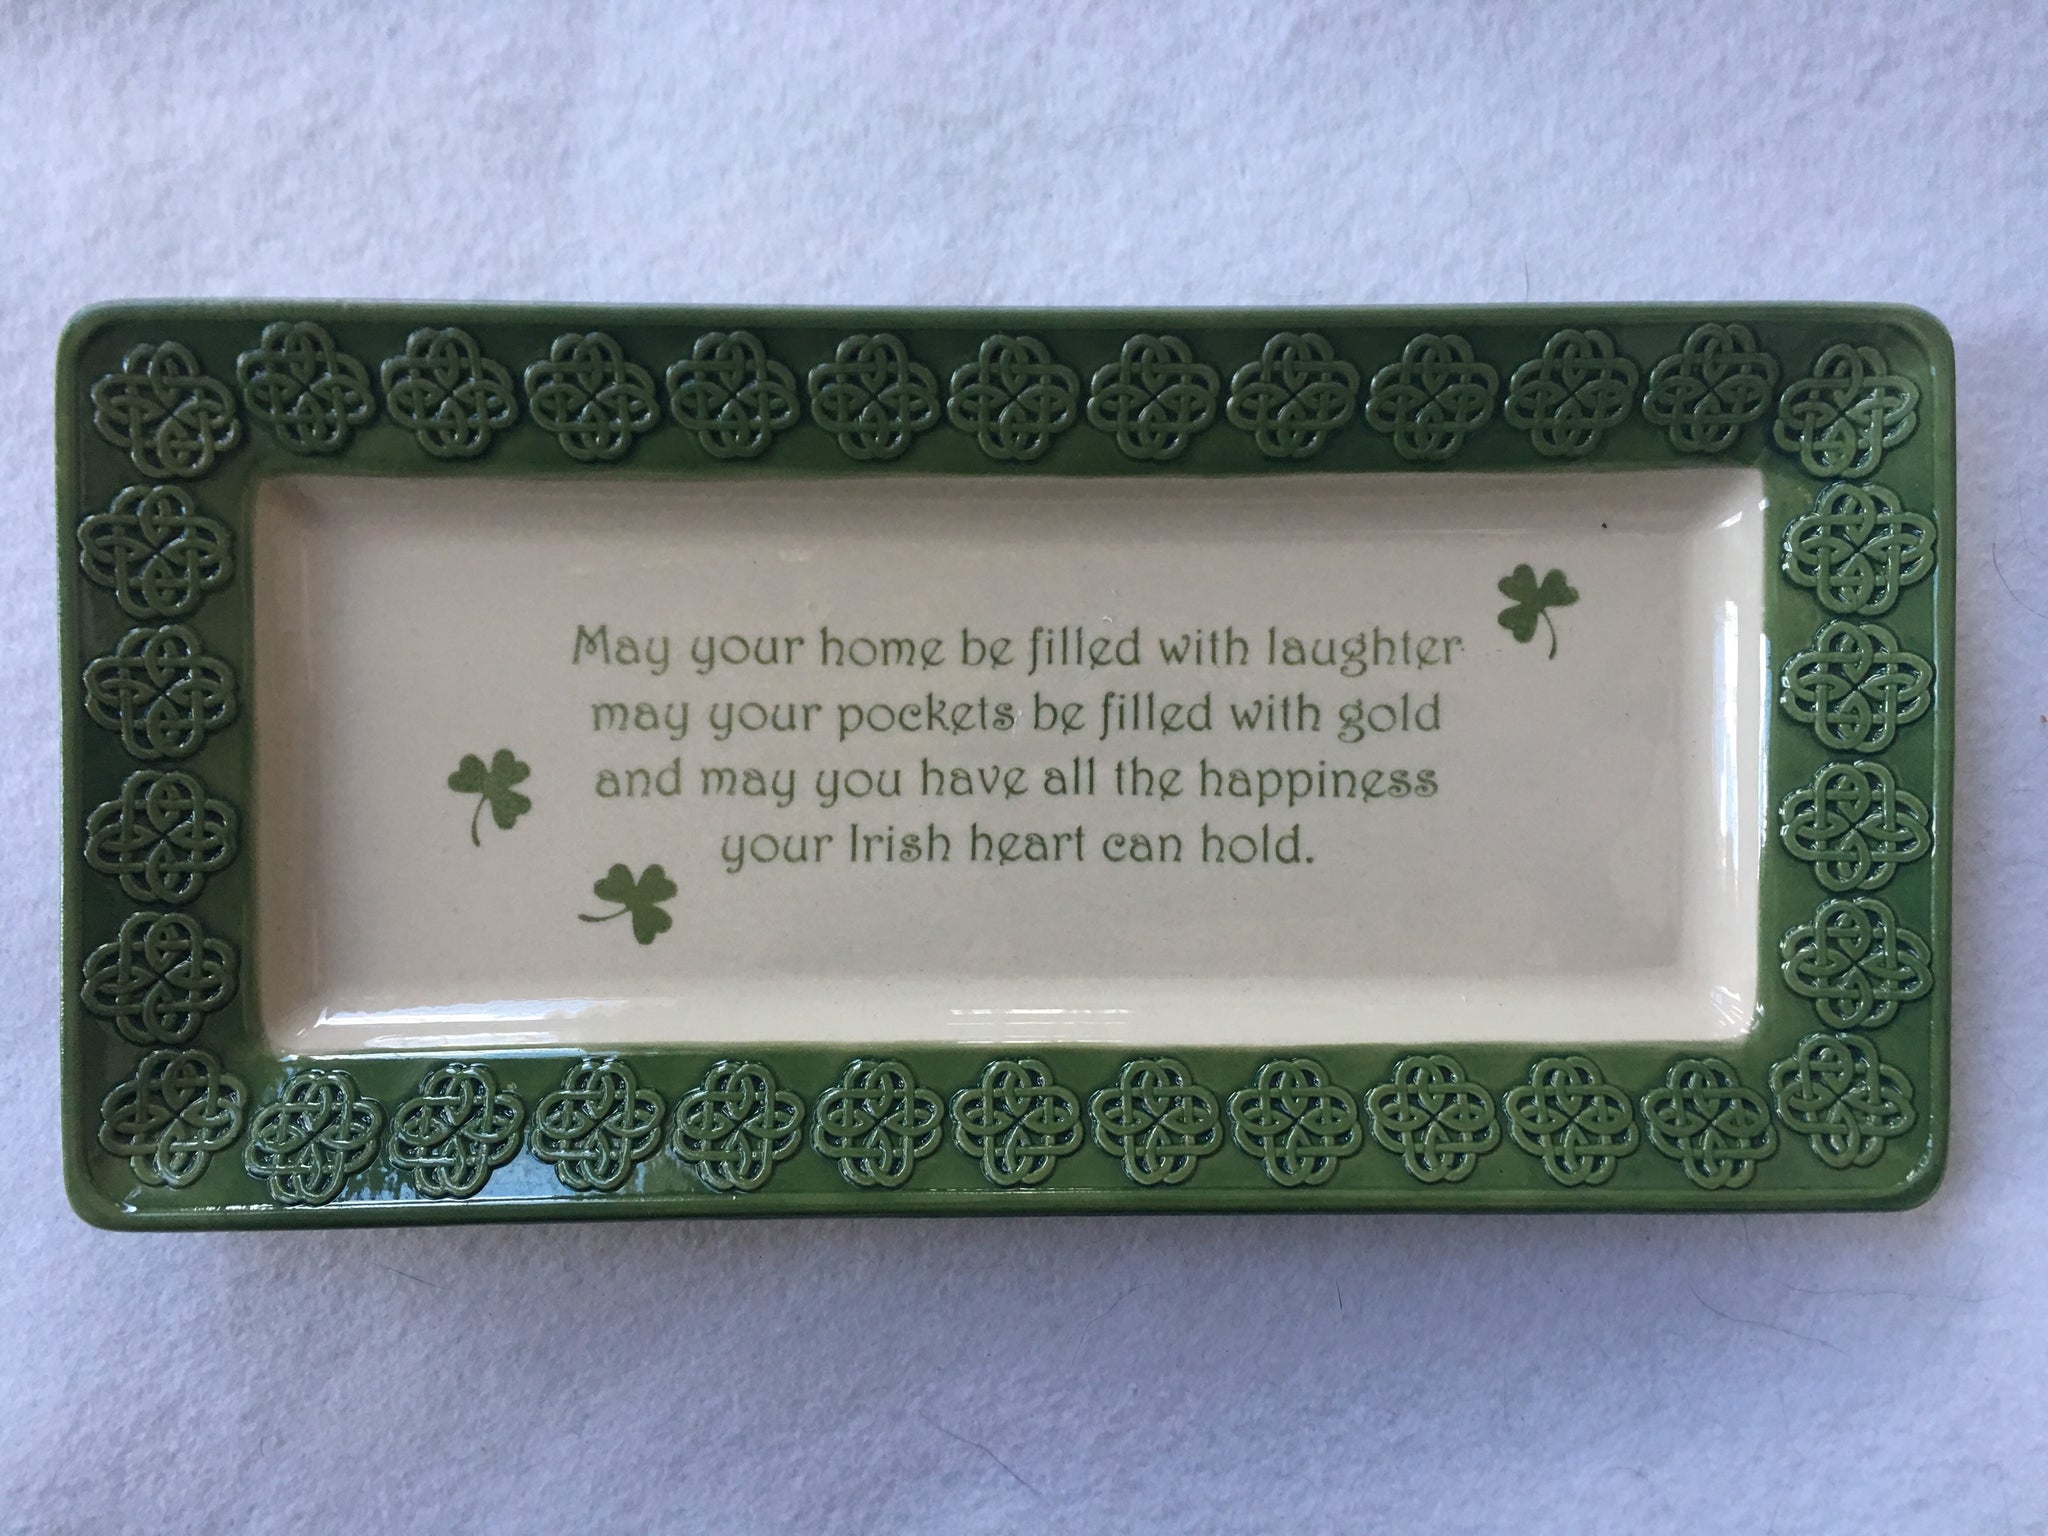 May your home be filled with laughter
may your pockets be filled with gold
and may you have all the happiness
your Irish heart can hold.